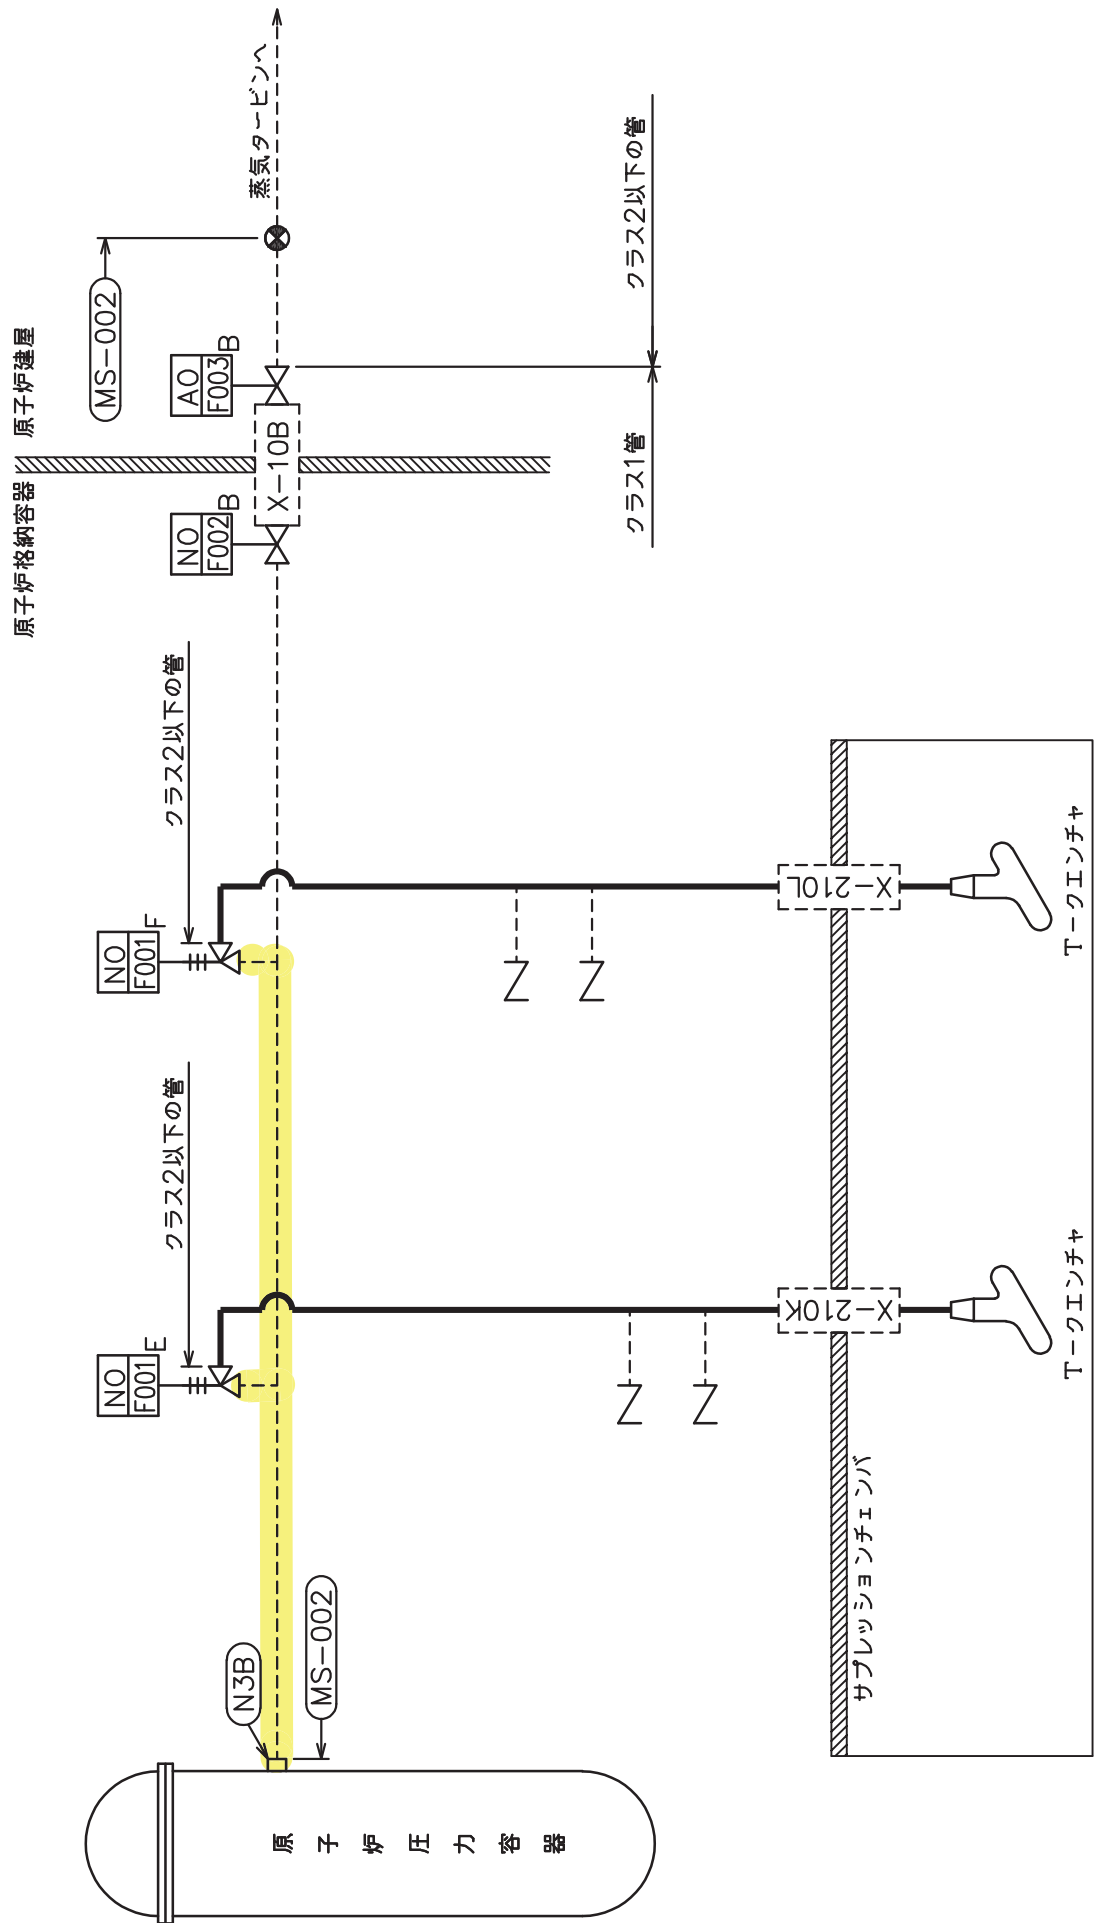 原子炉建屋
原子炉格納容器
蒸気タービンへ
MS-002
AO
F003
B
X-10B
NO
F002
B
クラス2以下の管
クラス1管
クラス2以下の管
NO
F001
F
クラス2以下の管
NO
F001
E
X-210L
Tークエンチャ
X-210K
Tークエンチャ
サプレッションチェンバ
N3B
MS-002
原子炉圧力容器